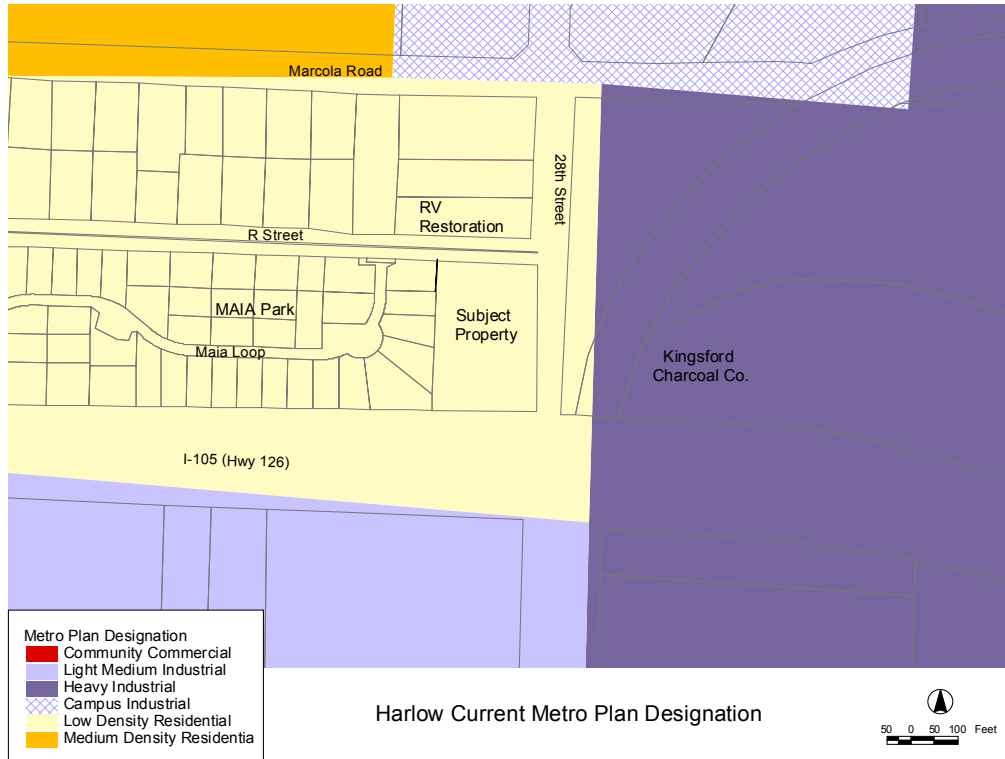 Marcola Road
28th Street
RV
Restoration
R Street
MAIA Park
Subject
Property
Maia Loop
Kingsford
Charcoal Co.
I-105 (Hwy 126)
Metro Plan Designation
Community Commercial
Light Medium Industrial
Heavy Industrial
Campus Industrial
Low Density Residential
Medium Density Residentia
Harlow Current Metro Plan Designation
50 0 50 100 Feet